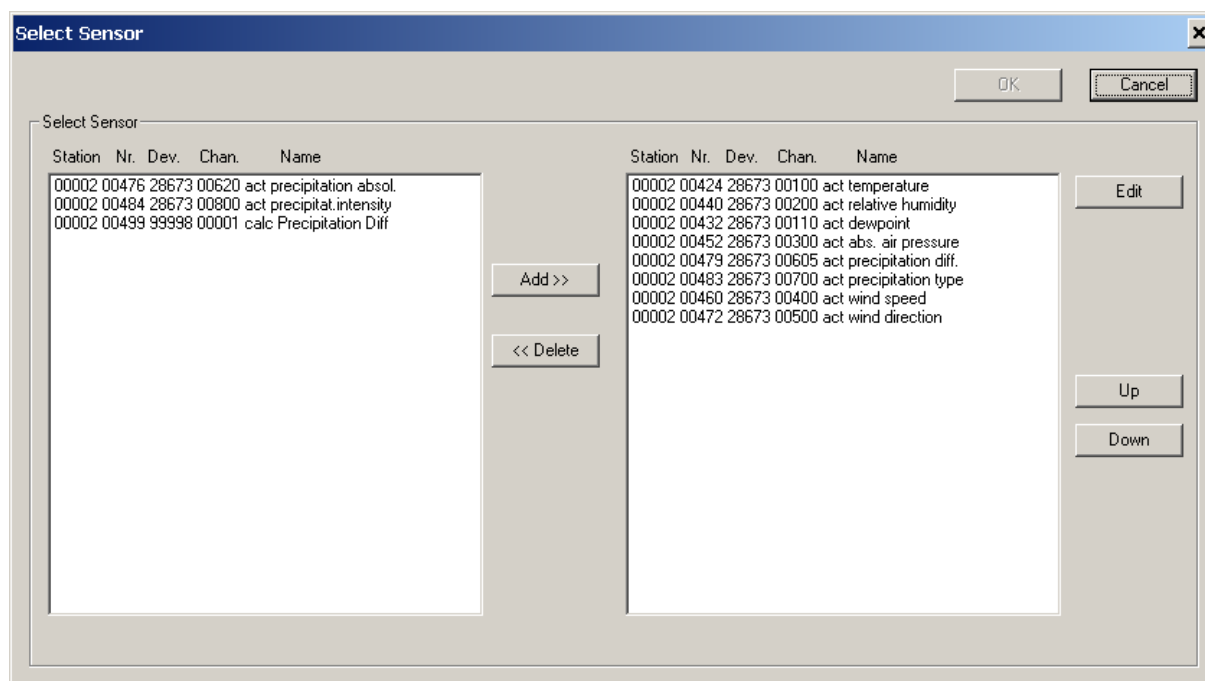 Select Sensor
OK
Cancel
Select Sensor
Station Nr. Dev. Chan. Name
00002 00476 28673 00620 act precipitation absol.
00002 00484 28673 00800 act precipitat.intensity
00002 00499 99998 00001 calc Precipitation Diff
Add >>
<< Delete
Station Nr. Dev. Chan. Name
00002 00424 28673 00100 act temperature
00002 00440 28673 00200 act relative humidity
00002 00432 28673 00110 act dewpoint
00002 00452 28673 00300 act abs. air pressure
00002 00479 28673 00605 act precipitation diff.
00002 00483 28673 00700 act precipitation type
00002 00460 28673 00400 act wind speed
00002 00472 28673 00500 act wind direction
Edit
Up
Down